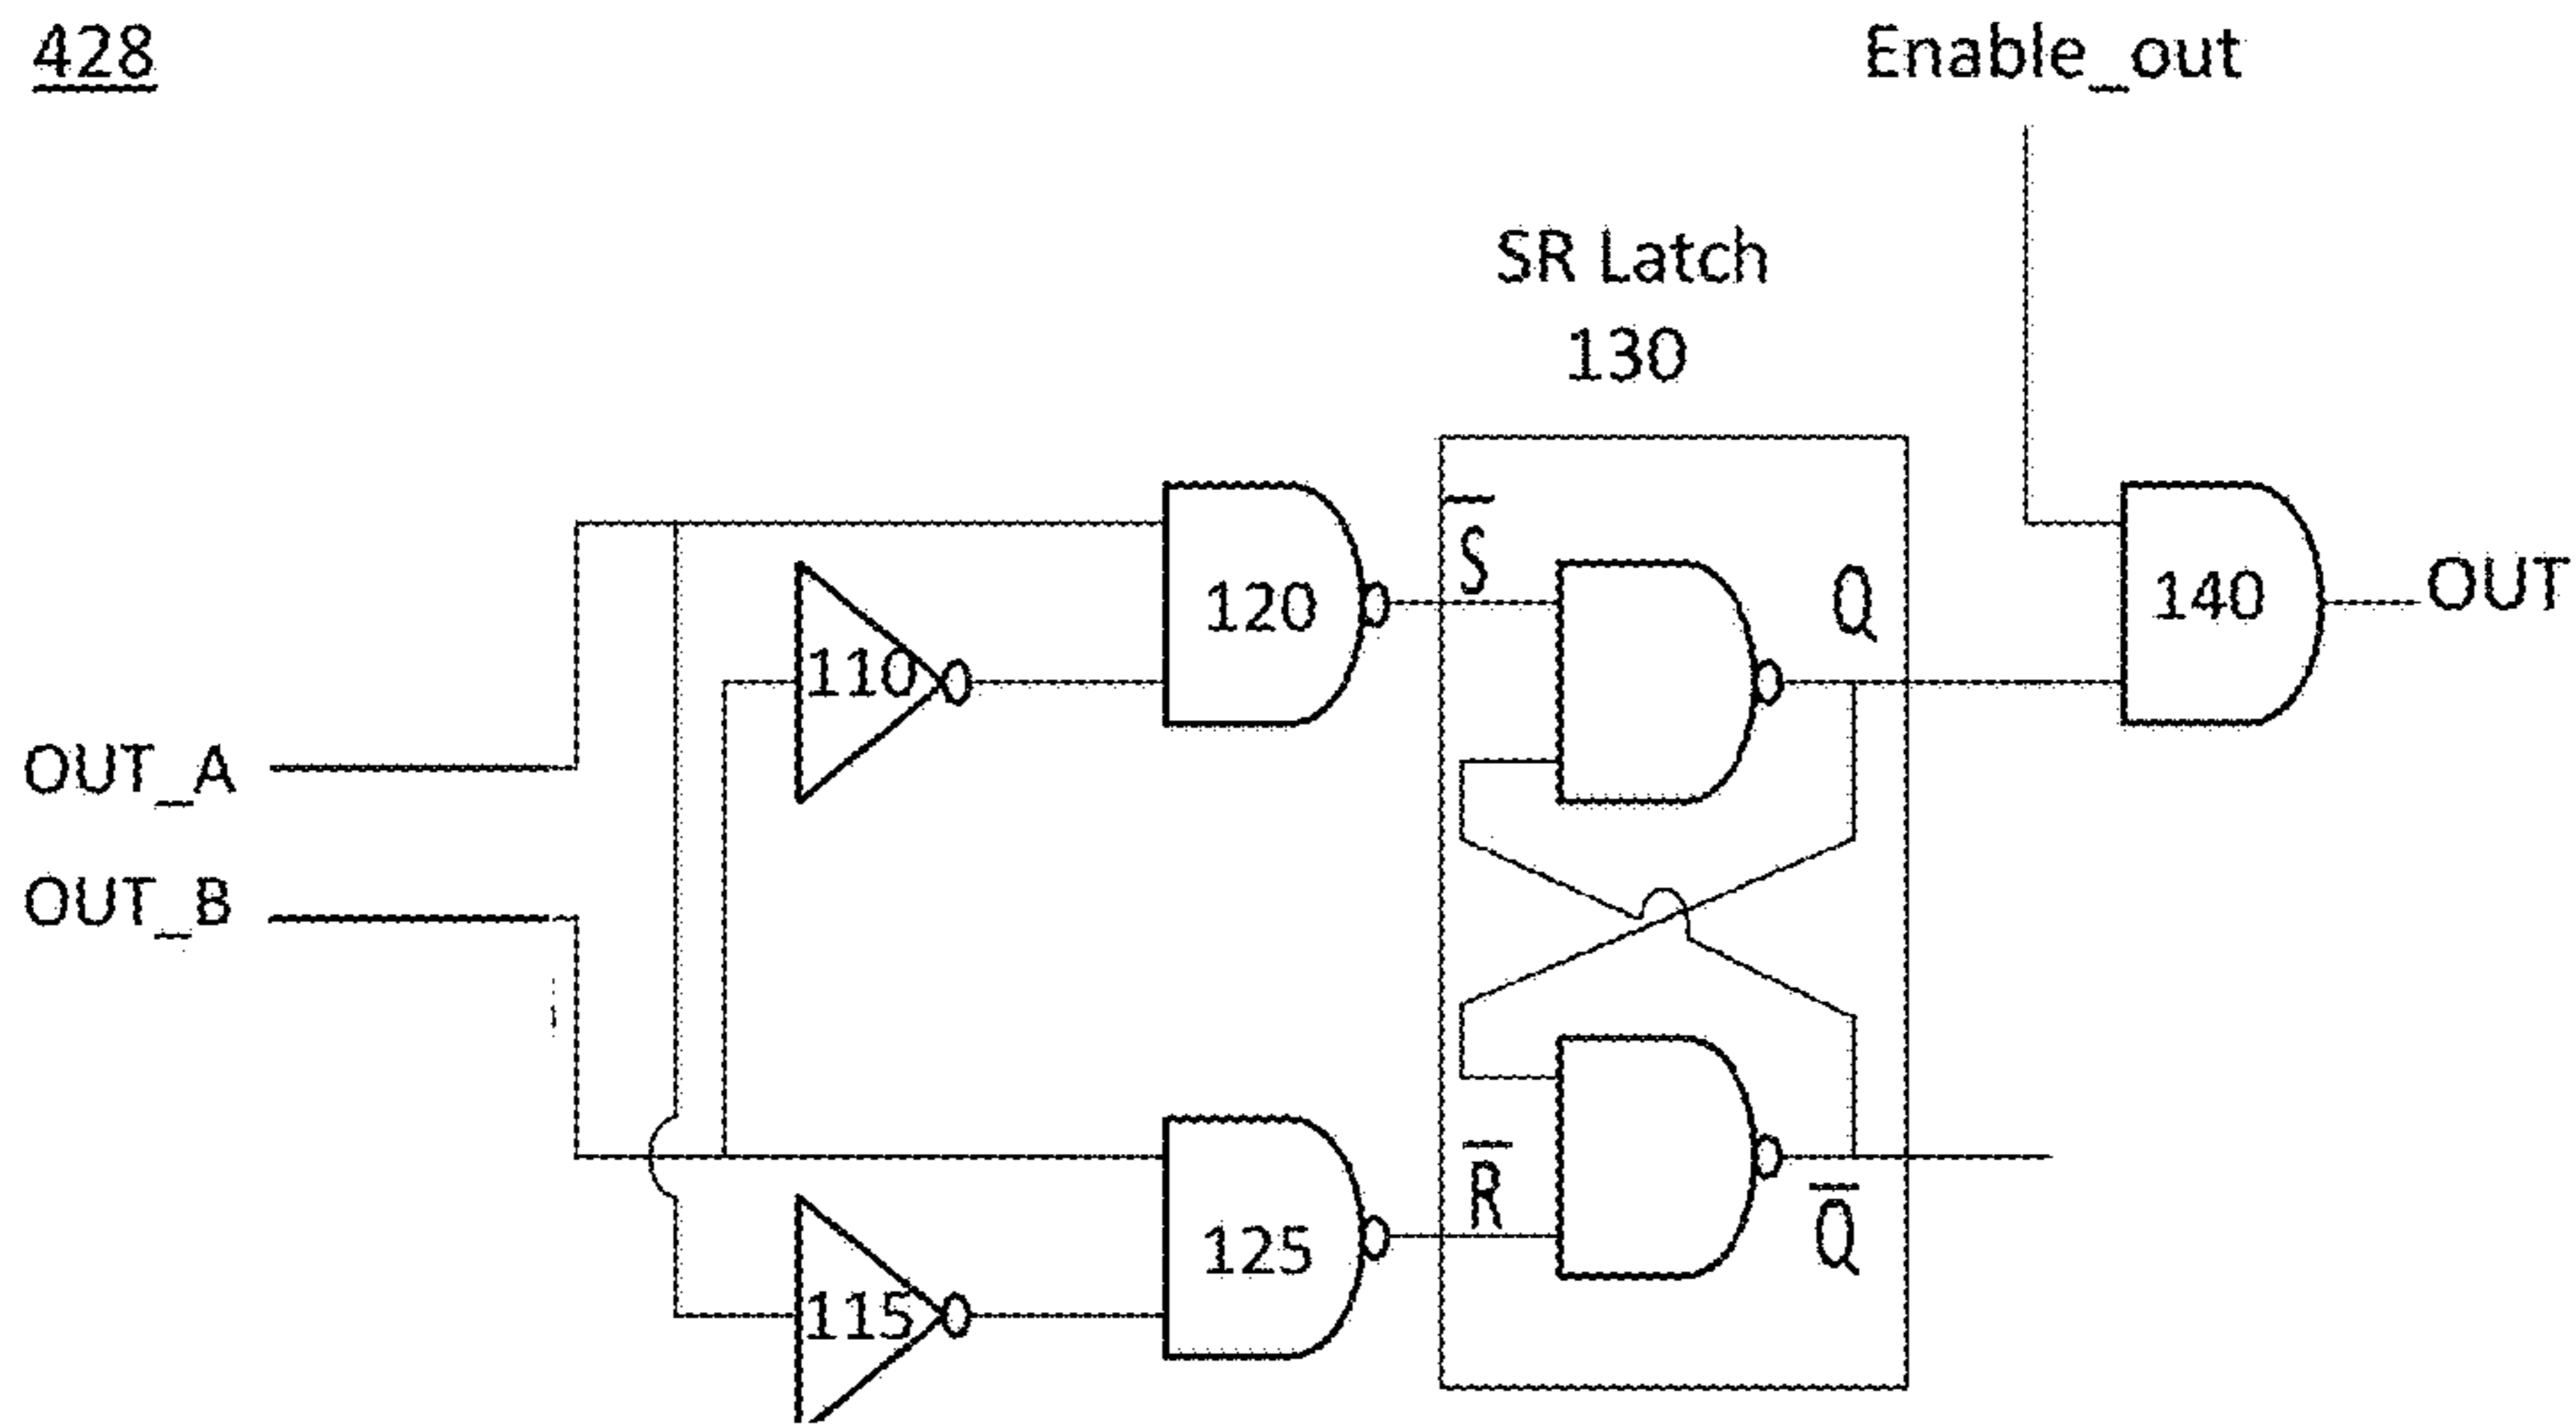 428
Enable_out
SR Latch
130
S̅
Q
120
140
OUT
110
OUT_A
OUT_B
R̅
125
Q̅
115